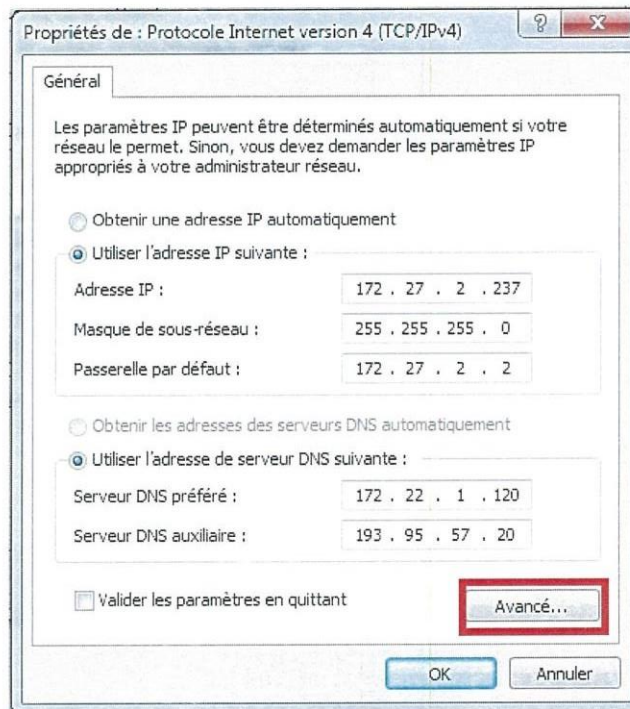 Propriétés de : Protocole Internet version 4 (TCP/IPv4)
Général
Les paramètres IP peuvent être déterminés automatiquement si votre
réseau le permet. Sinon, vous devez demander les paramètres IP
appropriés à votre administrateur réseau.
Obtenir une adresse IP automatiquement
Utiliser l'adresse IP suivante :
Adresse IP : 172 . 27 . 2 . 237
Masque de sous-réseau : 255 . 255 . 255 . 0
Passerelle par défaut : 172 . 27 . 2 . 2
Obtenir les adresses des serveurs DNS automatiquement
Utiliser l'adresse de serveur DNS suivante :
Serveur DNS préféré : 172 . 22 . 1 . 120
Serveur DNS auxiliaire : 193 . 95 . 57 . 20
Valider les paramètres en quittant
Avancé...
OK Annuler